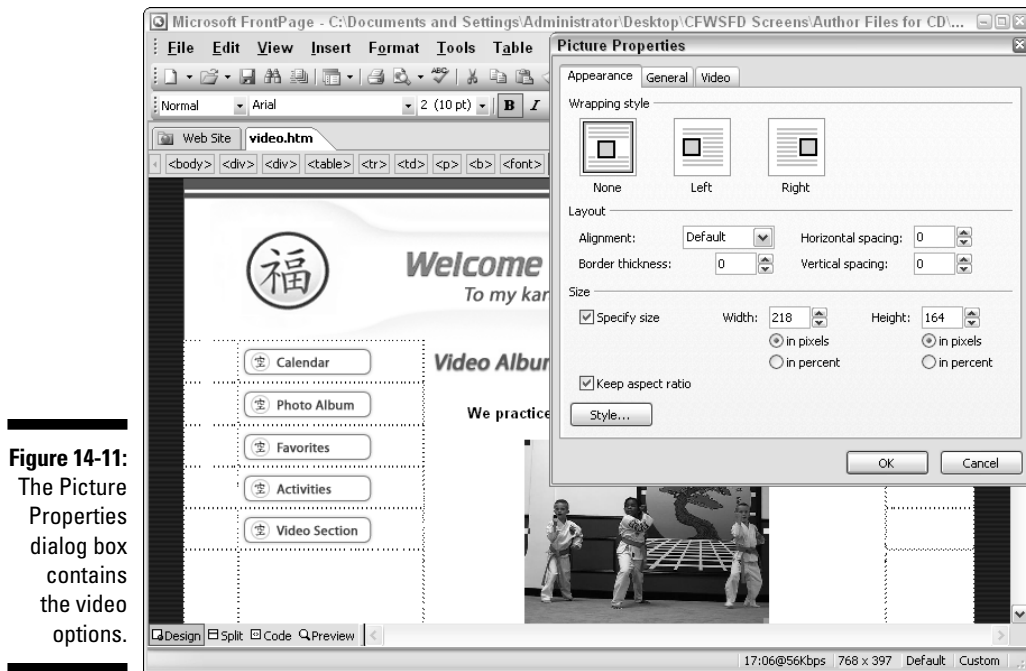 Microsoft FrontPage - C:\Documents and Settings\Administrator\Desktop\CFWSFD Screens\Author Files for CD\...
File Edit View Insert Format Tools Table
Normal Arial 2 (10 pt) B I
Web Site video.htm
<body> <div> <div> <table> <tr> <td> <p> <b> <font>
福
Welcome
To my kar
Calendar
Photo Album
Favorites
Activities
Video Section
Video Albu
We practice
Picture Properties
Appearance General Video
Wrapping style
None Left Right
Layout
Alignment: Default Horizontal spacing: 0
Border thickness: 0 Vertical spacing: 0
Size
Specify size Width: 218 Height: 164
in pixels in pixels
in percent in percent
Keep aspect ratio
Style...
OK Cancel
Design Split Code Preview
17:06@56Kbps 768 x 397 Default Custom
Figure 14-11:
The Picture
Properties
dialog box
contains
the video
options.